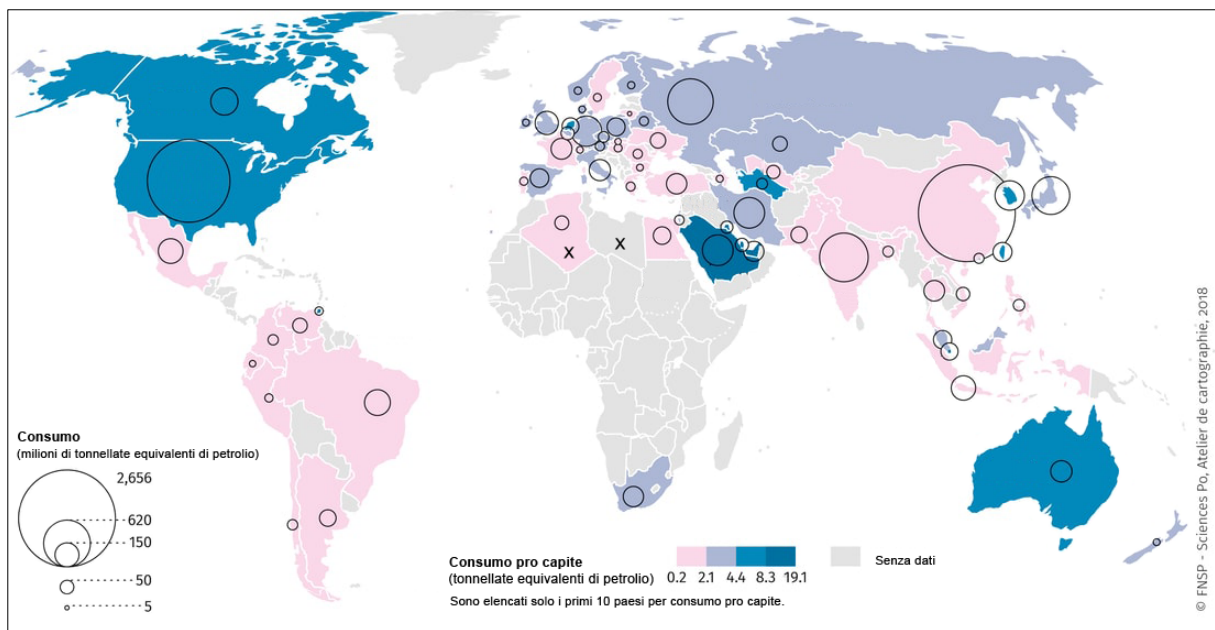 X
X
Consumo
(milioni di tonnellate equivalenti di petrolio)
2,656
620
150
50
5
Consumo pro capite
(tonnellate equivalenti di petrolio)
0.2 2.1 4.4 8.3 19.1
Senza dati
Sono elencati solo i primi 10 paesi per consumo pro capite.
© FNSP - Sciences Po, Atelier de cartographie, 2018